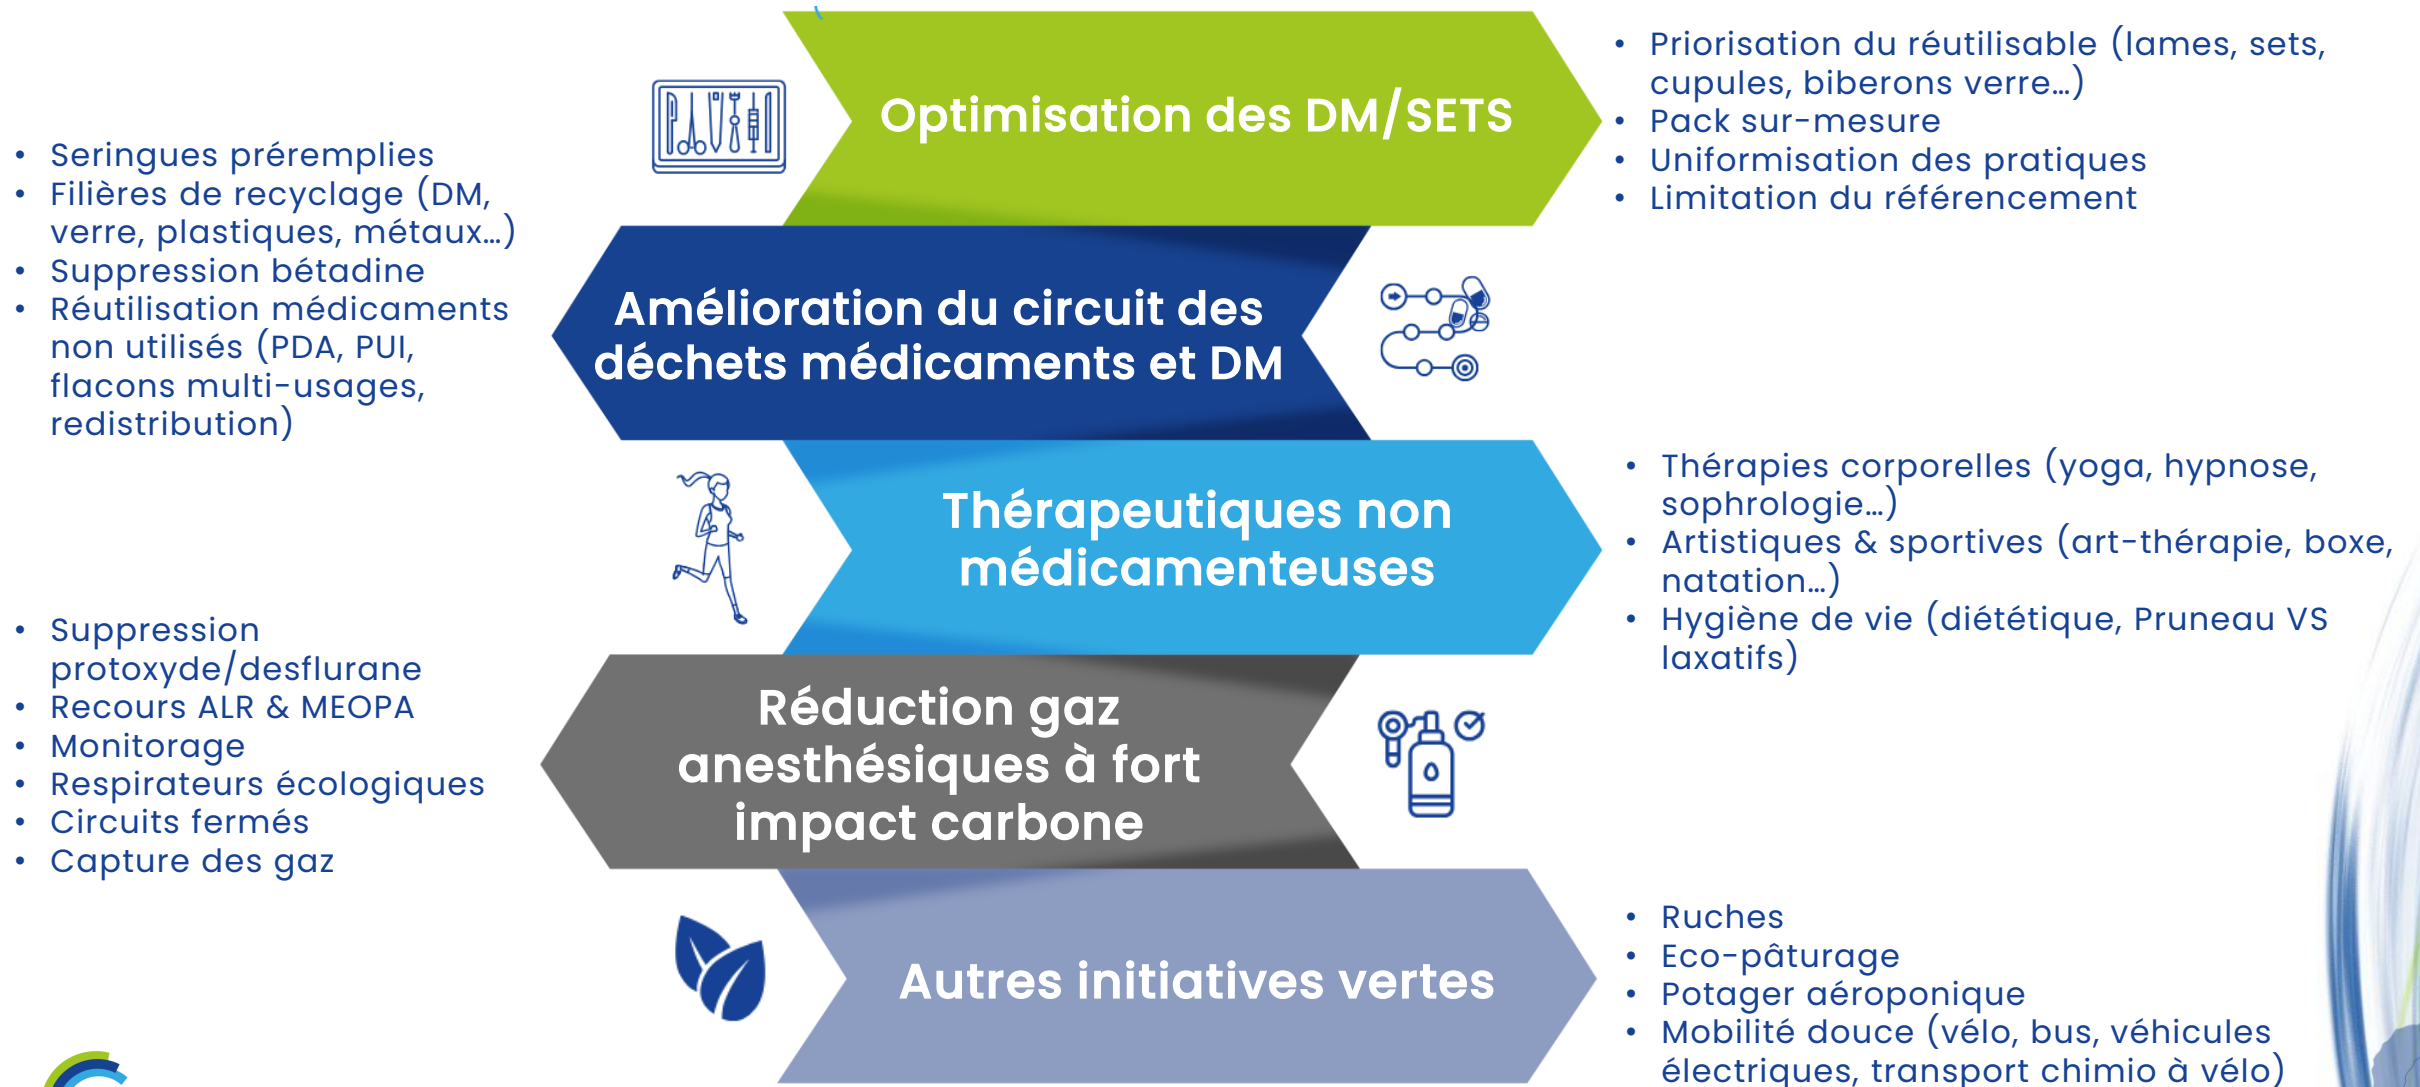 Optimisation des DM/SETS
• Priorisation du réutilisable (lames, sets,
cupules, biberons verre…)
• Pack sur-mesure
• Uniformisation des pratiques
• Limitation du référencement
• Seringues préremplies
• Filières de recyclage (DM,
verre, plastiques, métaux…)
• Suppression bétadine
• Réutilisation médicaments
non utilisés (PDA, PUI,
flacons multi-usages,
redistribution)
Amélioration du circuit des
déchets médicaments et DM
Thérapeutiques non
médicamenteuses
• Thérapies corporelles (yoga, hypnose,
sophrologie…)
• Artistiques & sportives (art-thérapie, boxe,
natation…)
• Hygiène de vie (diététique, Pruneau VS
laxatifs)
• Suppression
protoxyde/desflurane
• Recours ALR & MEOPA
• Monitorage
• Respirateurs écologiques
• Circuits fermés
• Capture des gaz
Réduction gaz
anesthésiques à fort
impact carbone
Autres initiatives vertes
• Ruches
• Eco-pâturage
• Potager aéroponique
• Mobilité douce (vélo, bus, véhicules
électriques, transport chimio à vélo)